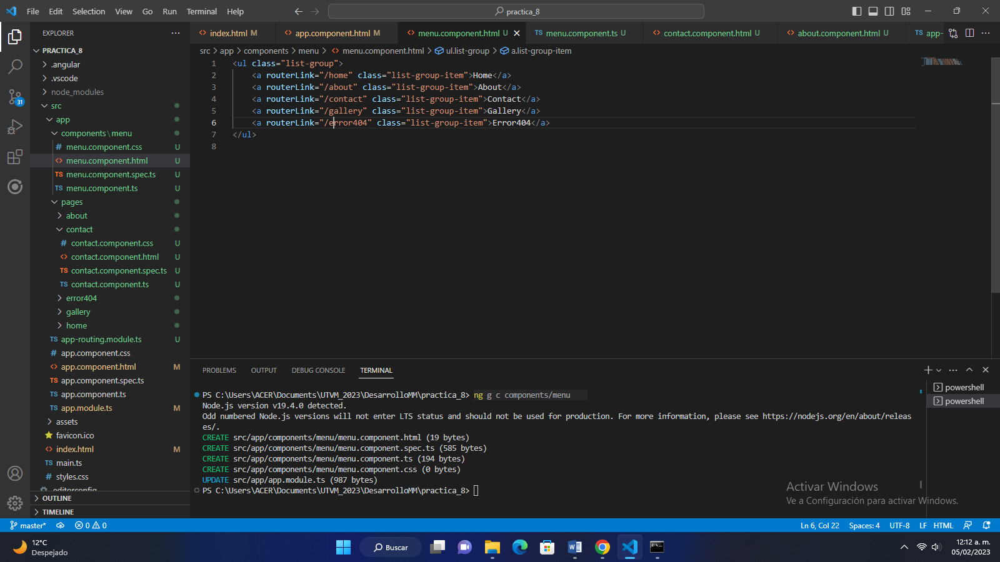 File Edit Selection View Go Run Terminal Help
practica_8
EXPLORER
PRACTICA_8
.angular
.vscode
node_modules
src
app
components\menu
menu.component.css U
menu.component.html U
menu.component.spec.ts U
menu.component.ts U
pages
about
contact
contact.component.css U
contact.component.html U
contact.component.spec.ts U
contact.component.ts U
error404
gallery
home
app-routing.module.ts U
app.component.css
app.component.html M
app.component.spec.ts
app.component.ts
app.module.ts M
assets
favicon.ico
index.html M
main.ts
styles.css
.editorconfig
OUTLINE
TIMELINE
31
index.html M app.component.html M menu.component.html U menu.component.ts U contact.component.html U about.component.html U TS app-
src > app > components > menu > menu.component.html > ul.list-group > a.list-group-item
1 <ul class="list-group">
2 <a routerLink="/home" class="list-group-item">Home</a>
3 <a routerLink="/about" class="list-group-item">About</a>
4 <a routerLink="/contact" class="list-group-item">Contact</a>
5 <a routerLink="/gallery" class="list-group-item">Gallery</a>
6 <a routerLink="/error404" class="list-group-item">Error404</a>
7 </ul>
8
PROBLEMS OUTPUT DEBUG CONSOLE TERMINAL
PS C:\Users\ACER\Documents\UTVM_2023\DesarrolloMM\practica_8> ng g c components/menu
Node.js version v19.4.0 detected.
Odd numbered Node.js versions will not enter LTS status and should not be used for production. For more information, please see https://nodejs.org/en/about/releas
es/.
CREATE src/app/components/menu/menu.component.html (19 bytes)
CREATE src/app/components/menu/menu.component.spec.ts (585 bytes)
CREATE src/app/components/menu/menu.component.ts (194 bytes)
CREATE src/app/components/menu/menu.component.css (0 bytes)
UPDATE src/app/app.module.ts (987 bytes)
PS C:\Users\ACER\Documents\UTVM_2023\DesarrolloMM\practica_8>
powershell
powershell
Activar Windows
Ve a Configuración para activar Windows.
master* 0 0 Ln 6, Col 22 Spaces: 4 UTF-8 LF HTML
12°C
Despejado
Buscar
12:12 a. m.
05/02/2023